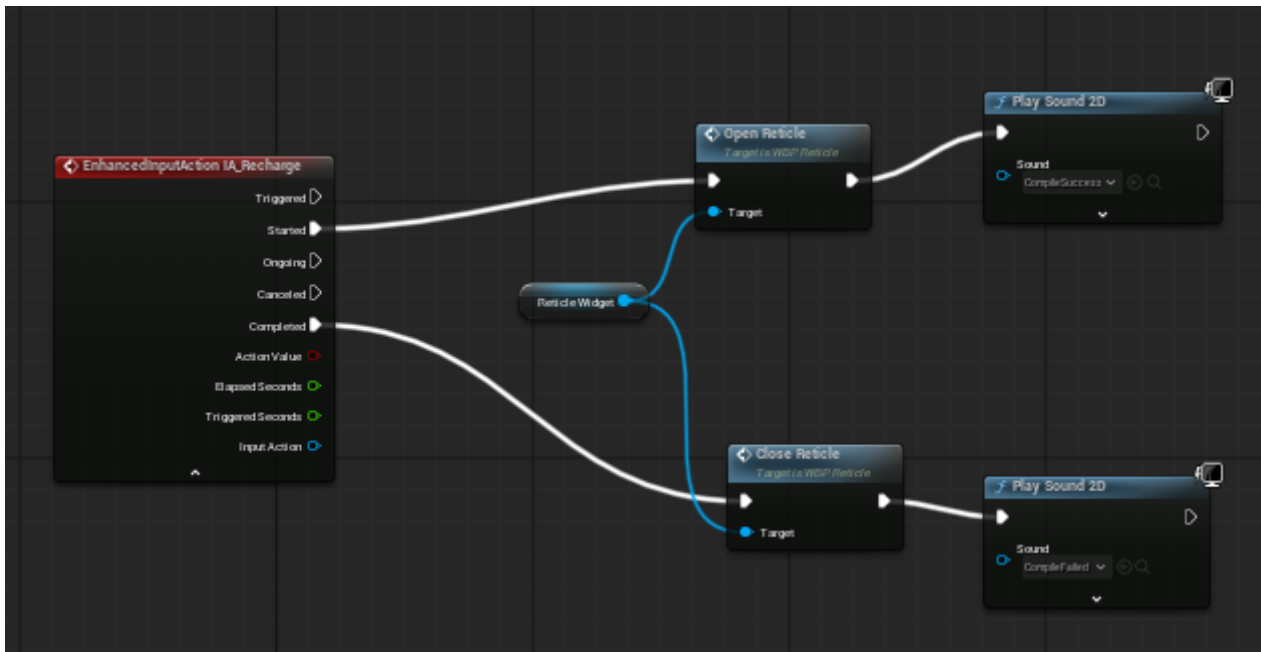 EnhancedInputAction IA_Recharge
Triggered
Started
Ongoing
Canceled
Completed
Action Value
Elapsed Seconds
Triggered Seconds
Input Action
Reticle Widget
Open Reticle
Target is WBP Reticle
Target
Play Sound 2D
Sound
CompileSuccess
Close Reticle
Target is WBP Reticle
Target
Play Sound 2D
Sound
CompileFailed